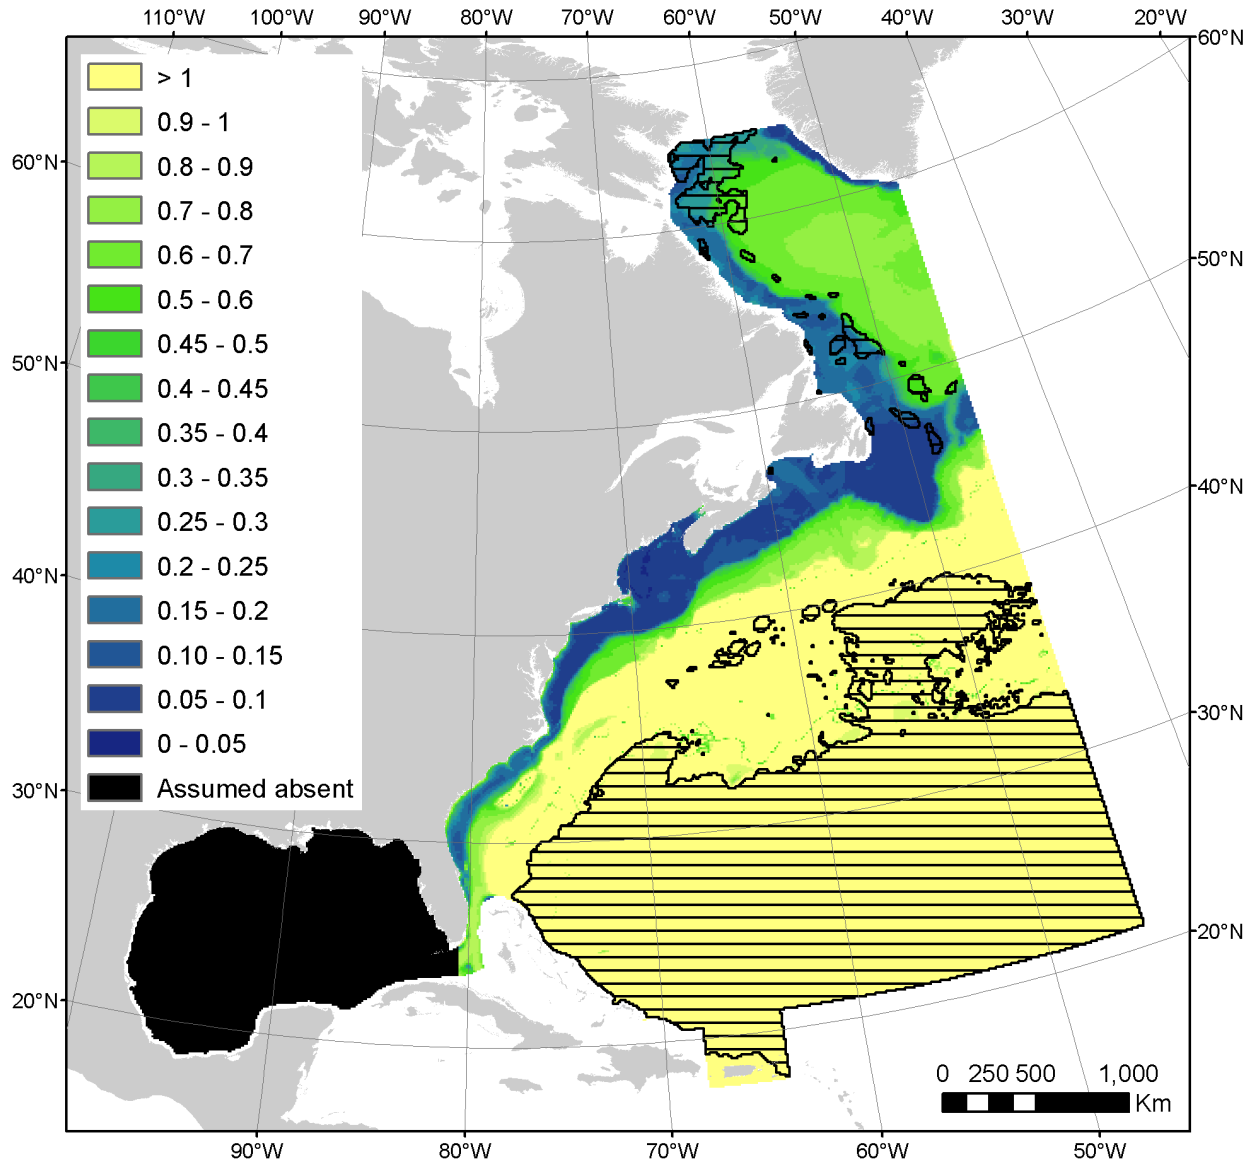 110°W 100°W 90°W 80°W 70°W 60°W 50°W 40°W 30°W 20°W
60°N
> 1
0.9 - 1
60°N
0.8 - 0.9
0.7 - 0.8
0.6 - 0.7
50°N
0.5 - 0.6
0.45 - 0.5
50°N
0.4 - 0.45
0.35 - 0.4
0.3 - 0.35
40°N
0.25 - 0.3
0.2 - 0.25
40°N
0.15 - 0.2
0.10 - 0.15
0.05 - 0.1
30°N
0 - 0.05
30°N
Assumed absent
20°N
20°N
0 250 500 1,000
Km
90°W 80°W 70°W 60°W 50°W